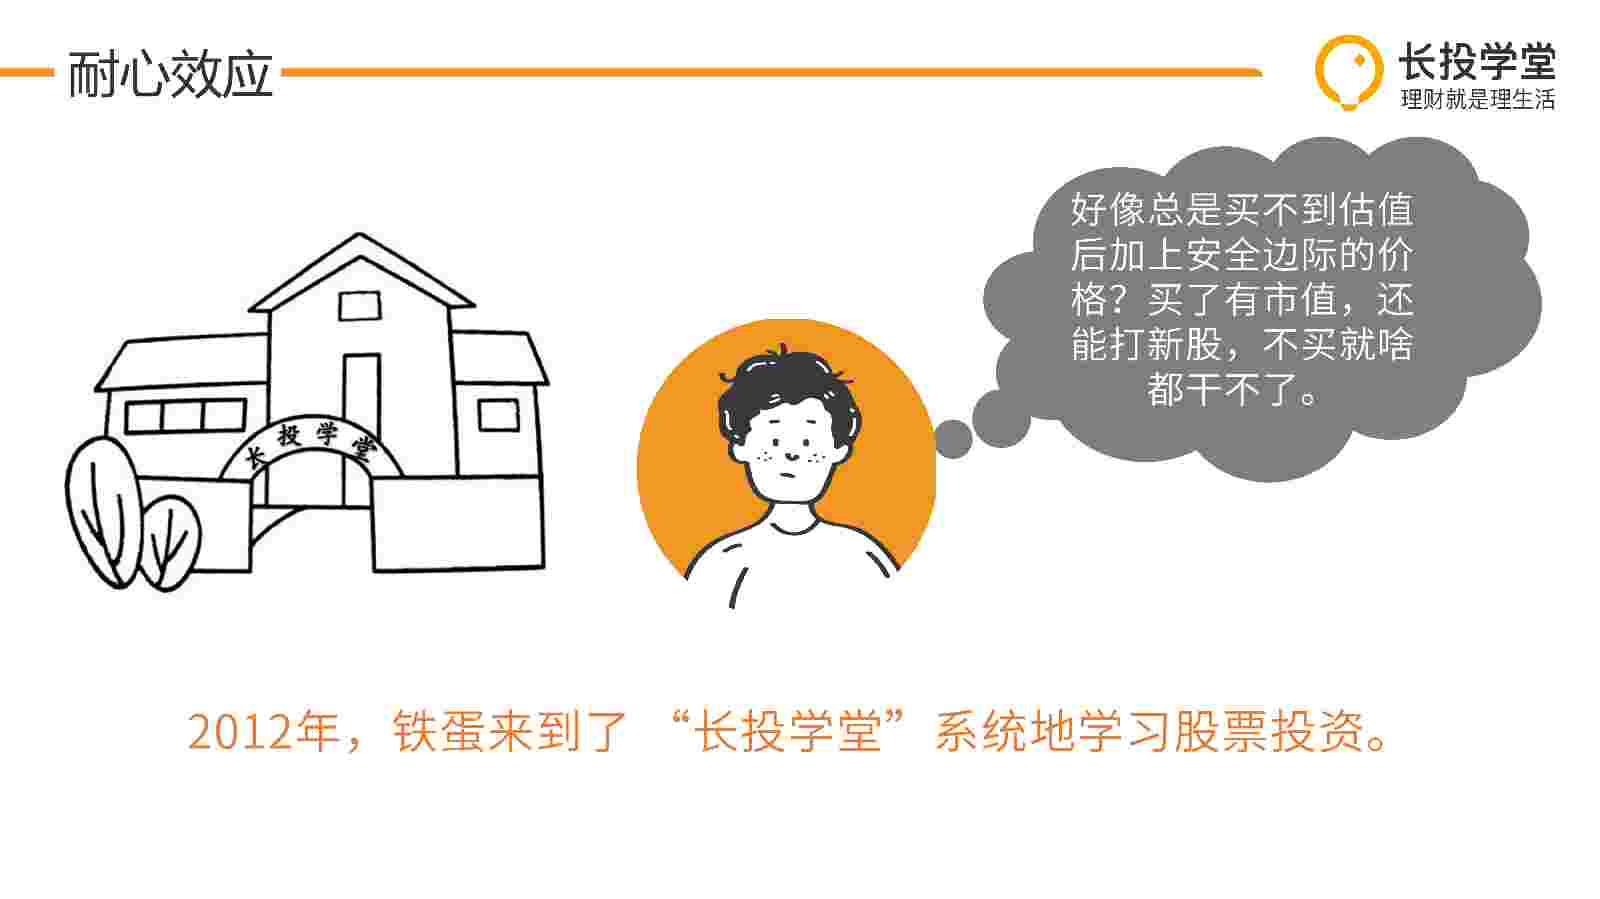 耐心效应
长投学堂
理财就是理生活
好像总是买不到估值
后加上安全边际的价
格？买了有市值，还
能打新股，不买就啥
都干不了。
长投学堂
2012年，铁蛋来到了 “长投学堂”系统地学习股票投资。